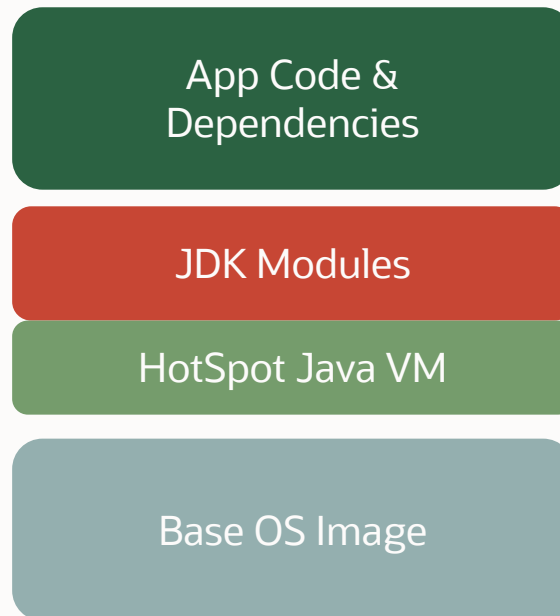 App Code &
Dependencies
JDK Modules
HotSpot Java VM
Base OS Image